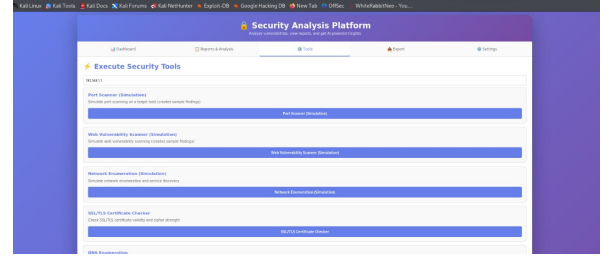 Kali Linux Kali Tools Kali Docs Kali Forums Kali NetHunter Exploit-DB Google Hacking DB New Tab OffSec WhiteRabbitNeo - You...
Security Analysis Platform
Analyze vulnerabilities, view reports, and get AI-powered insights
Dashboard Reports & Analysis Tools Export Settings
Execute Security Tools
Port Scanner (Simulation)
Simulate port scanning on a target host (creates sample findings)
Port Scanner (Simulation)
Web Vulnerability Scanner (Simulation)
Simulate web vulnerability scanning (creates sample findings)
Web Vulnerability Scanner (Simulation)
Network Enumeration (Simulation)
Simulate network enumeration and service discovery
Network Enumeration (Simulation)
SSL/TLS Certificate Checker
Check SSL/TLS certificate validity and cipher strength
SSL/TLS Certificate Checker
DNS Enumeration